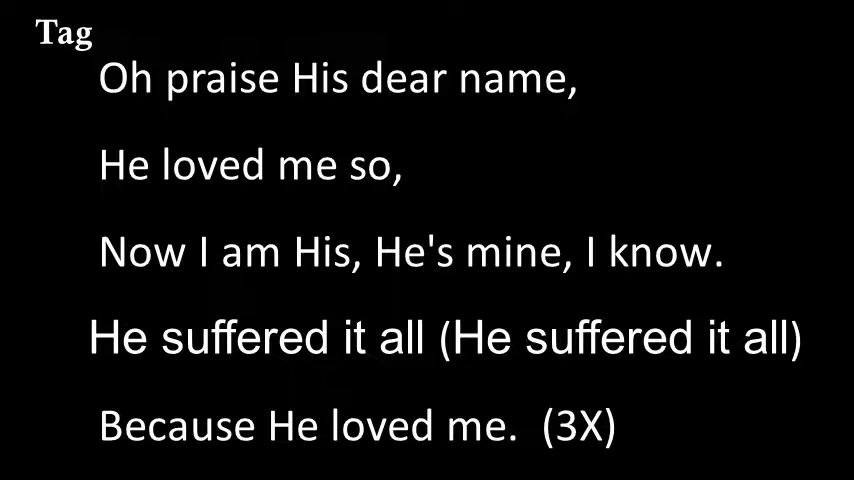 Tag
Oh praise His dear name,
He loved me so,
Now I am His, He's mine, I know.
He suffered it all (He suffered it all)
Because He loved me.  (3X)